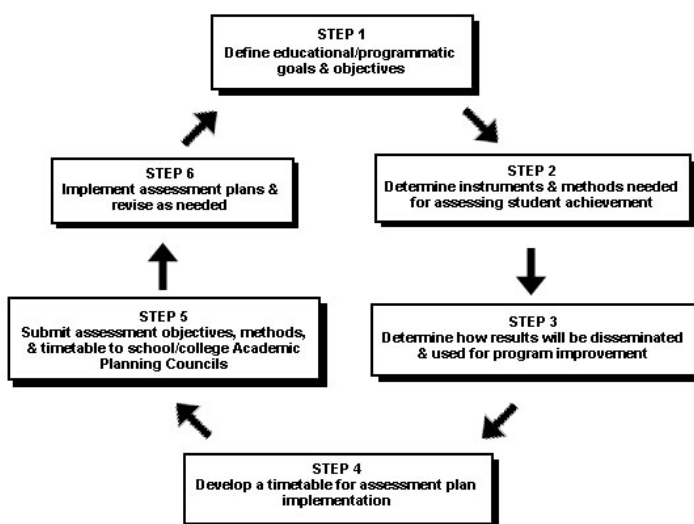 STEP 1
Define educational/programmatic
goals & objectives
STEP 2
Determine instruments & methods needed
for assessing student achievement
STEP 3
Determine how results will be disseminated
& used for program improvement
STEP 4
Develop a timetable for assessment plan
implementation
STEP 5
Submit assessment objectives, methods,
& timetable to school/college Academic
Planning Councils
STEP 6
Implement assessment plans &
revise as needed